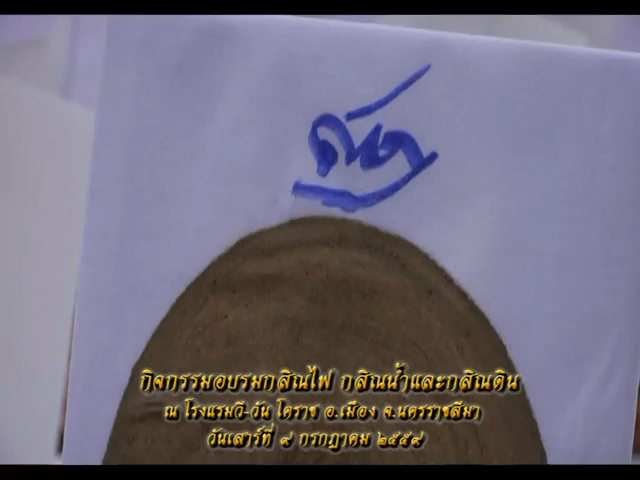 กิจกรรมอบรมกสิณไฟ กสิณน้ำและกสิณดิน
ณ โรงแรมวี-วัน โคราช อ.เมือง จ.นครราชสีมา
วันเสาร์ที่ ๙ กรกฎาคม ๒๕๕๙